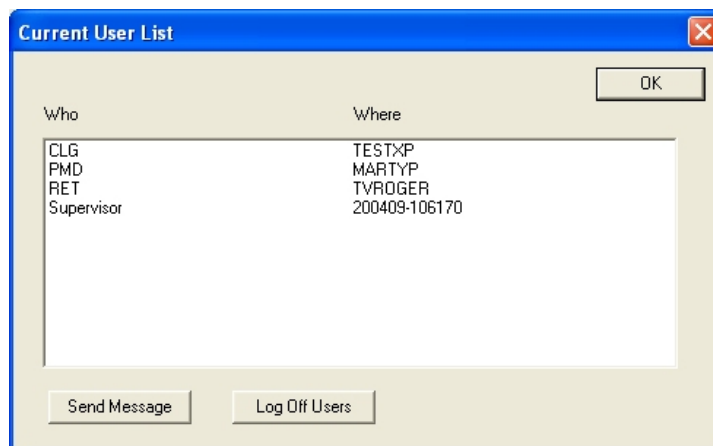 Current User List
OK
Who Where
CLG TESTXP
PMD MARTYP
RET TVROGER
Supervisor 200409-106170
Send Message Log Off Users